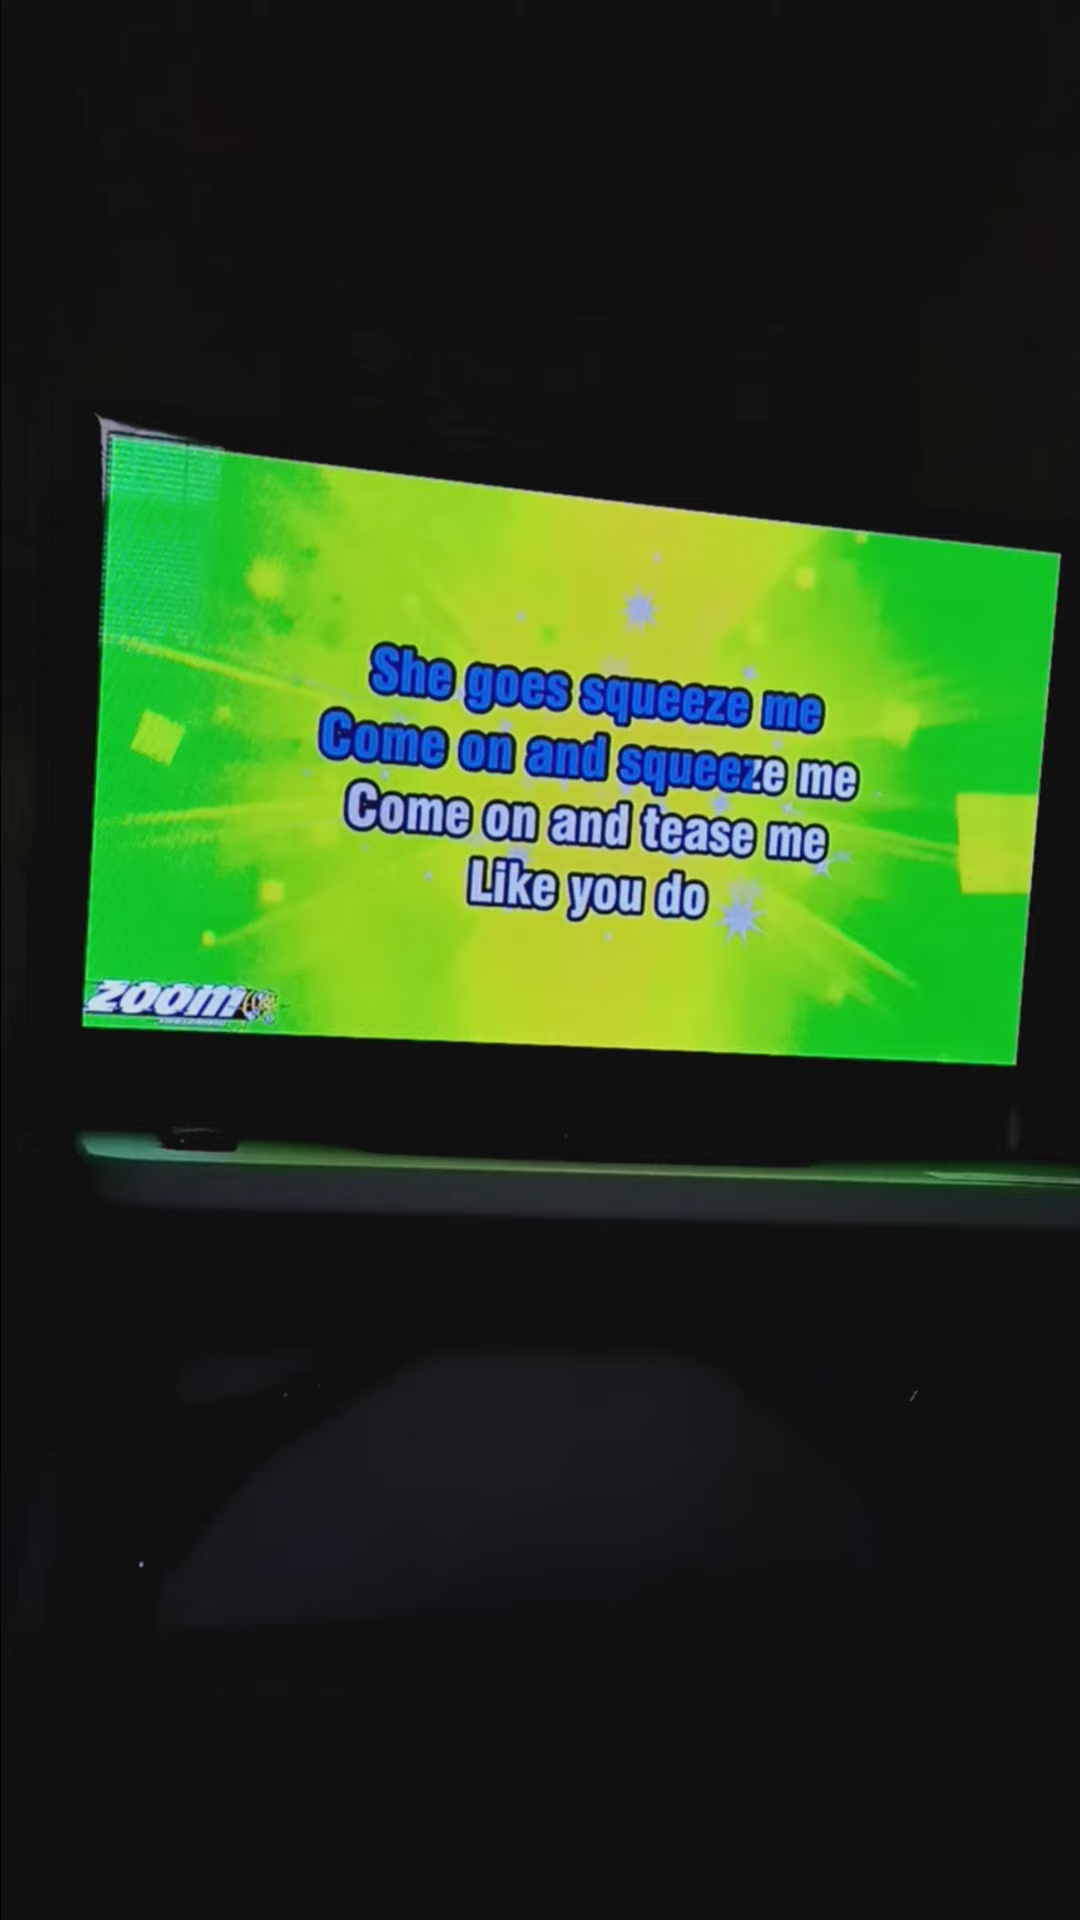 She goes squeeze me
Come on and squeeze me
Come on and tease me
Like you do
zoom